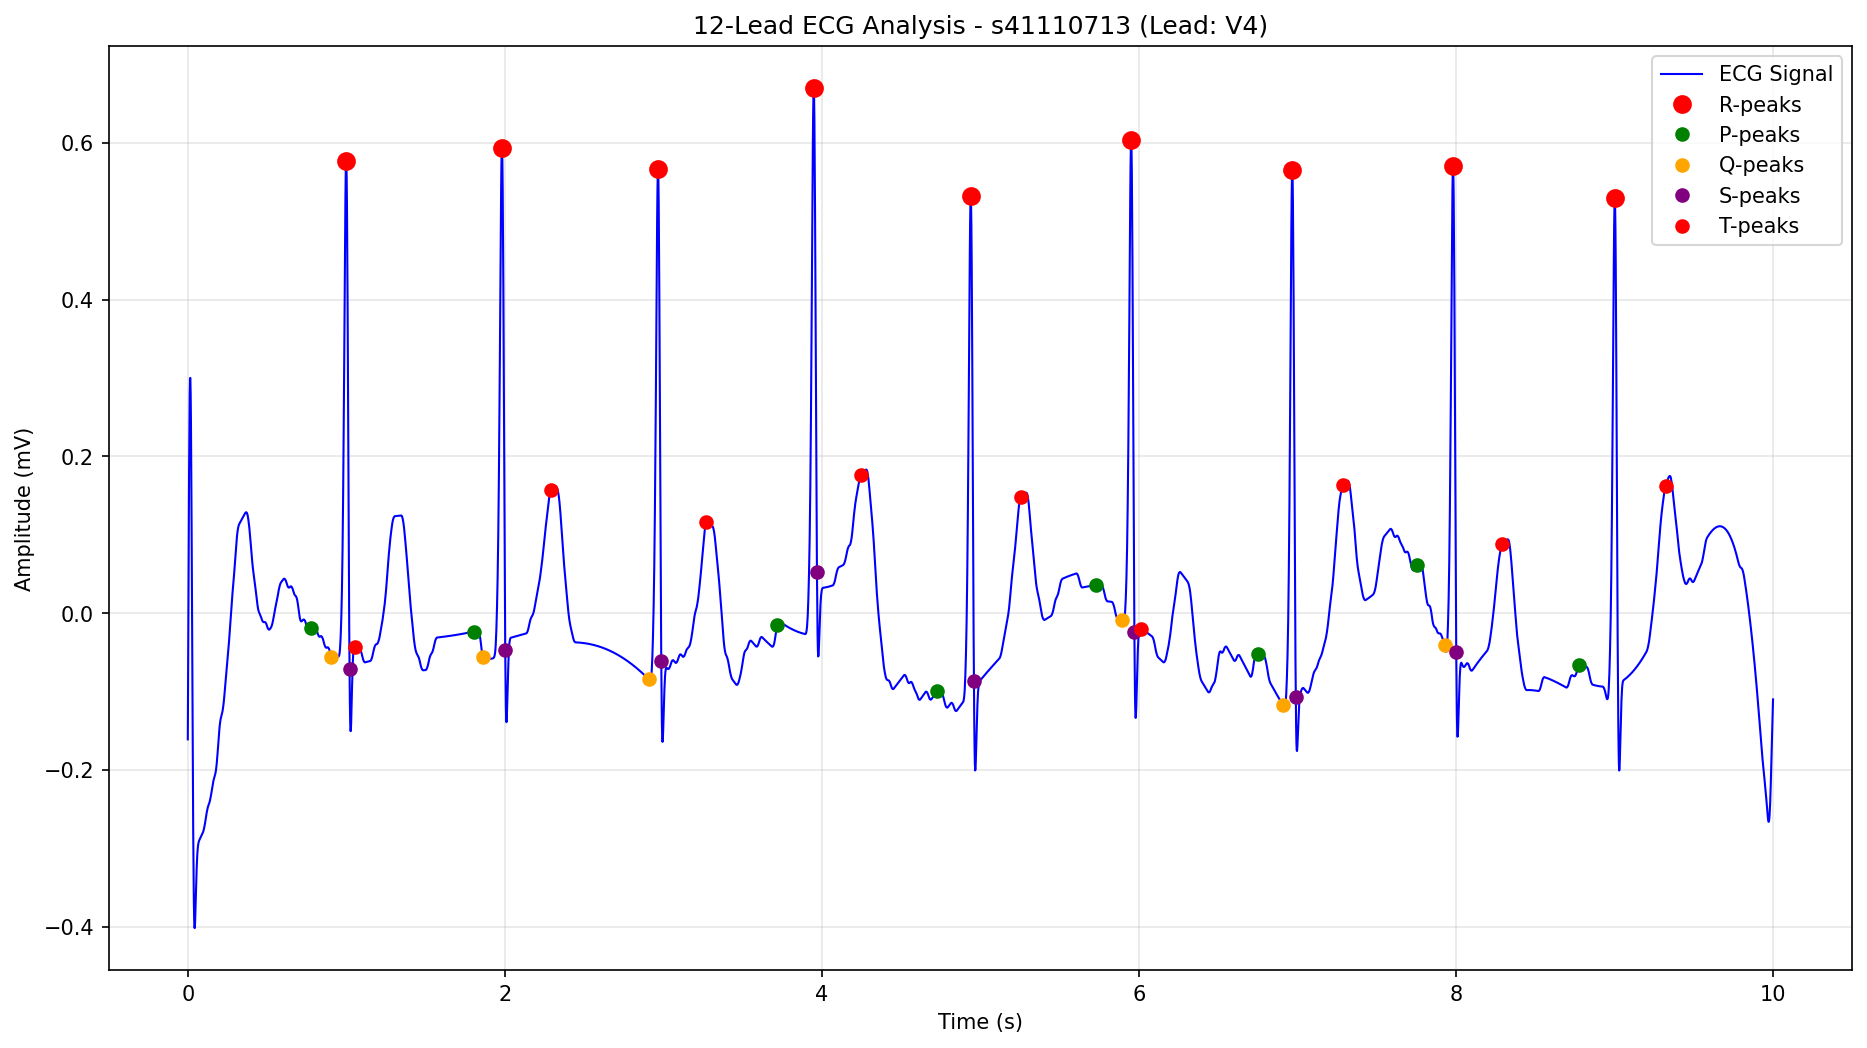 12-Lead ECG Analysis - s41110713 (Lead: V4)
ECG Signal
R-peaks
P-peaks
Q-peaks
S-peaks
T-peaks
Amplitude (mV)
0.6
0.4
0.2
0.0
−0.2
−0.4
0 2 4 6 8 10
Time (s)